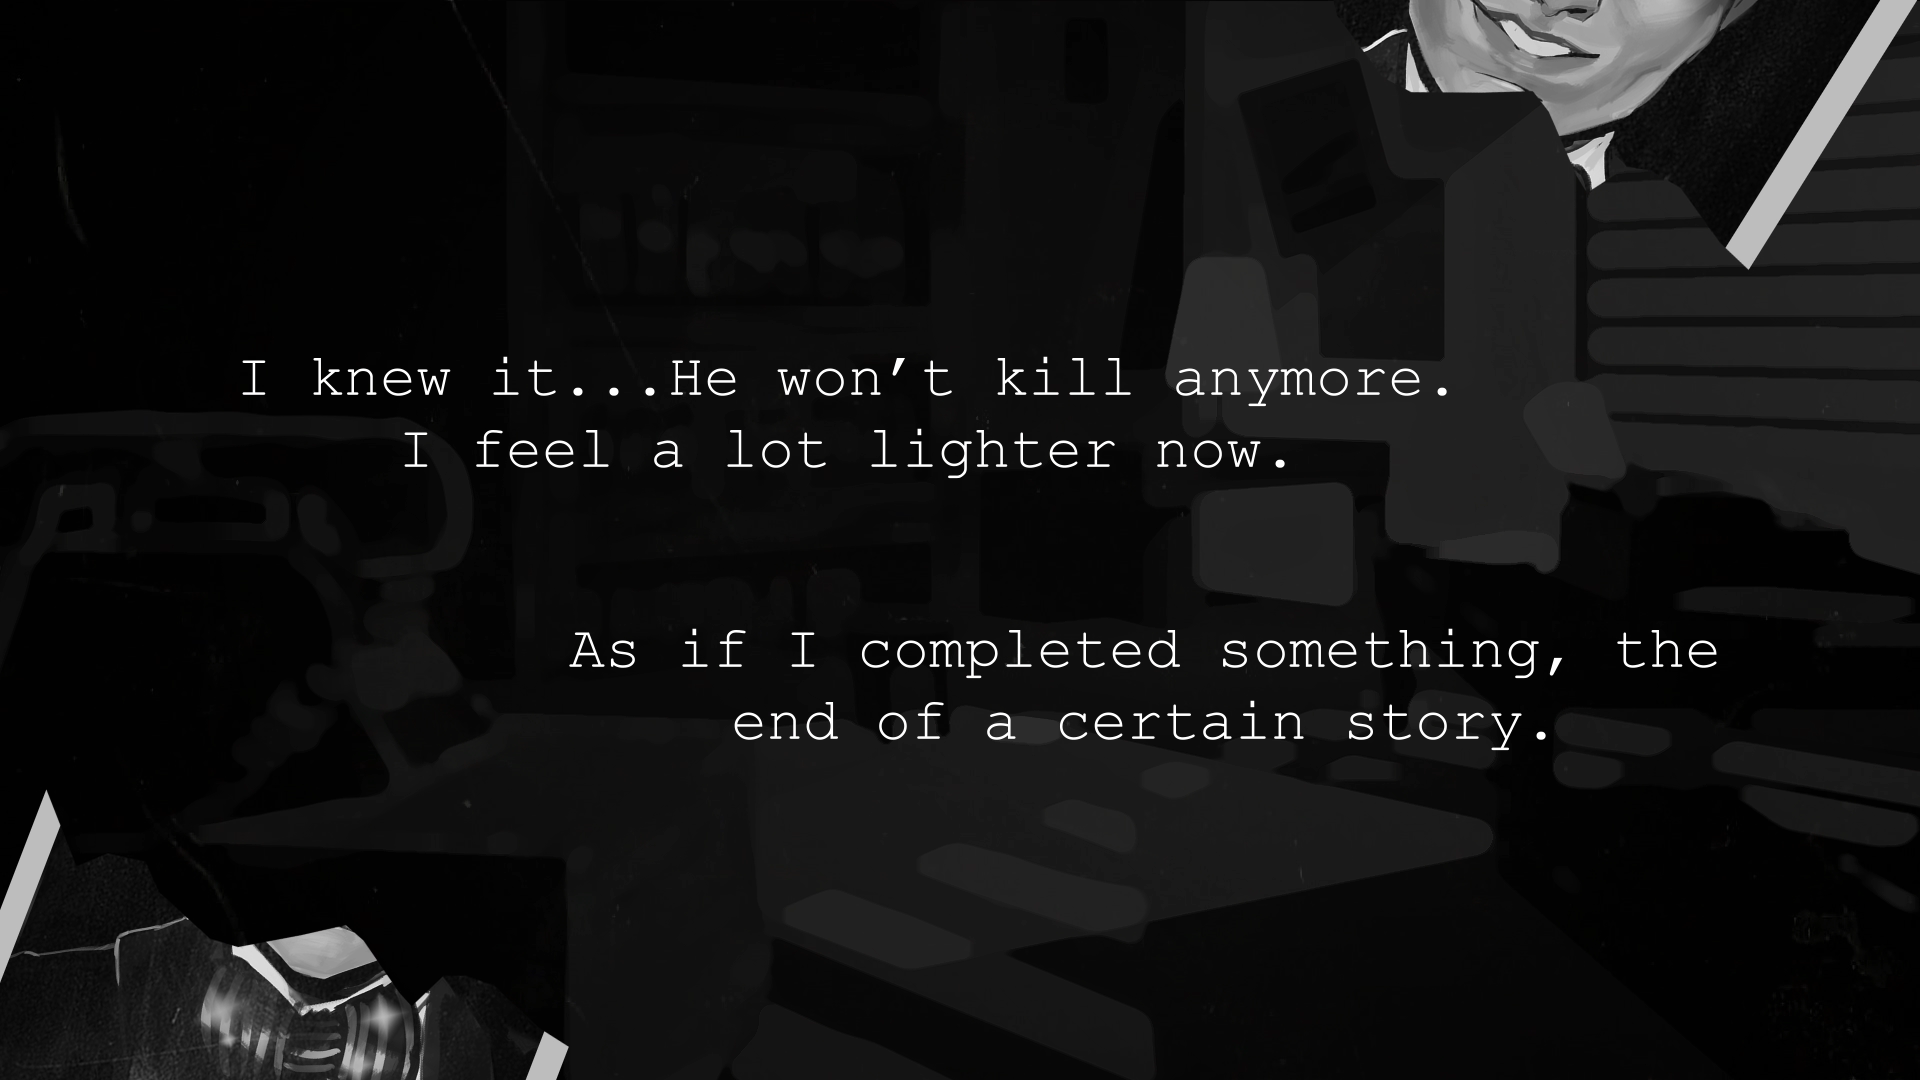 I knew it...He won’t kill anymore.
I feel a lot lighter now.
As if I completed something, the
end of a certain story.